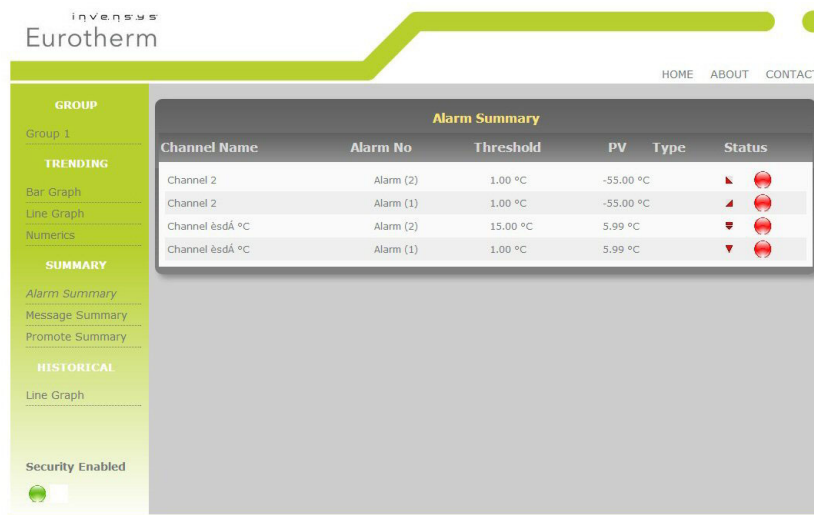 invensys
Eurotherm
HOME ABOUT CONTACT
GROUP
Group 1
TRENDING
Bar Graph
Line Graph
Numerics
SUMMARY
Alarm Summary
Message Summary
Promote Summary
HISTORICAL
Line Graph
Security Enabled
Alarm Summary
Channel Name Alarm No Threshold PV Type Status
Channel 2 Alarm (2) 1.00 °C -55.00 °C
Channel 2 Alarm (1) 1.00 °C -55.00 °C
Channel èsdÁ °C Alarm (2) 15.00 °C 5.99 °C
Channel èsdÁ °C Alarm (1) 1.00 °C 5.99 °C